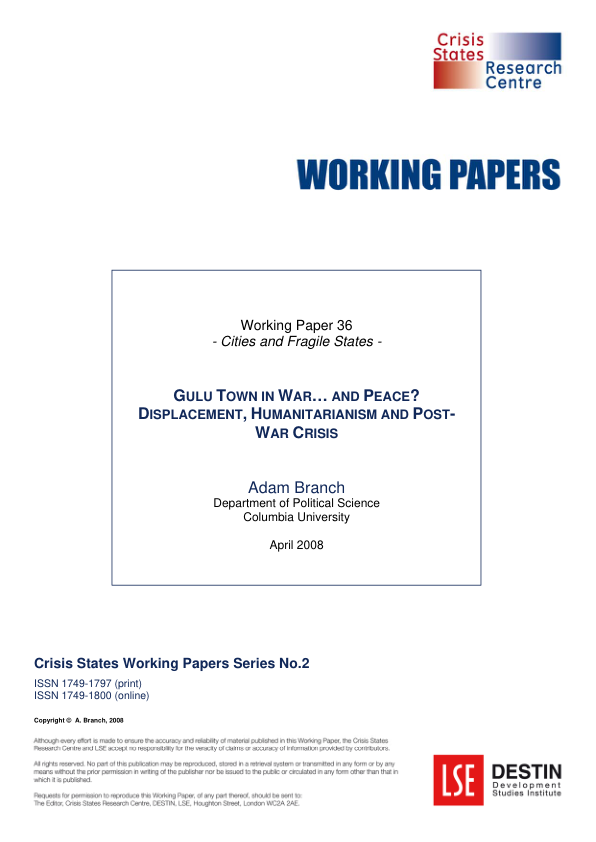 Crisis
States
Research
Centre
WORKING PAPERS
Working Paper 36
- Cities and Fragile States -
GULU TOWN IN WAR… AND PEACE?
DISPLACEMENT, HUMANITARIANISM AND POST-
WAR CRISIS
Adam Branch
Department of Political Science
Columbia University
April 2008
Crisis States Working Papers Series No.2
ISSN 1749-1797 (print)
ISSN 1749-1800 (online)
Copyright © A. Branch, 2008
Although every effort is made to ensure the accuracy and reliability of material published in this Working Paper, the Crisis States
Research Centre and LSE accept no responsibility for the veracity of claims or accuracy of information provided by contributors.
All rights reserved. No part of this publication may be reproduced, stored in a retrieval system or transmitted in any form or by any
means without the prior permission in writing of the publisher nor be issued to the public or circulated in any form other than that in
which it is published.
Requests for permission to reproduce this Working Paper, of any part thereof, should be sent to:
The Editor, Crisis States Research Centre, DESTIN, LSE, Houghton Street, London WC2A 2AE.
LSE
DESTIN
Development
Studies Institute